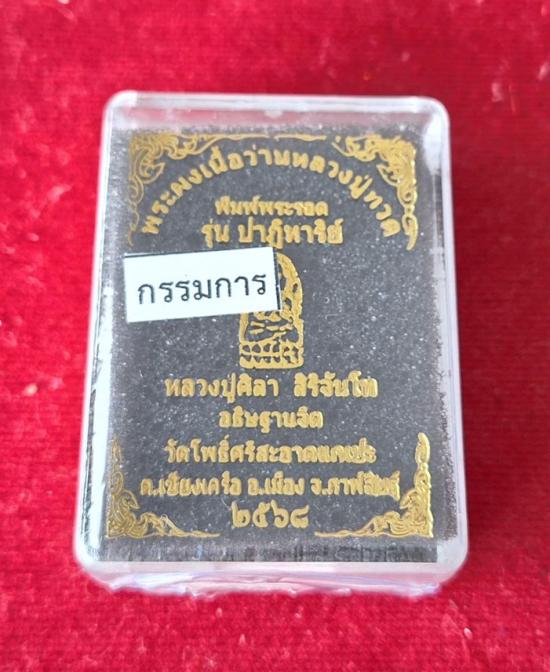 พระผงเนื้อว่านหลวงปู่ทวด
พิมพ์พระรอด
รุ่น ปาฏิหาริย์
กรรมการ
หลวงปู่ศิลา สิริจันโท
อธิษฐานจิต
วัดโพธิ์ศรีสะอาดแกเปะ
ต.เชียงเครือ อ.เมือง จ.กาฬสินธุ์
๒๕๖๘